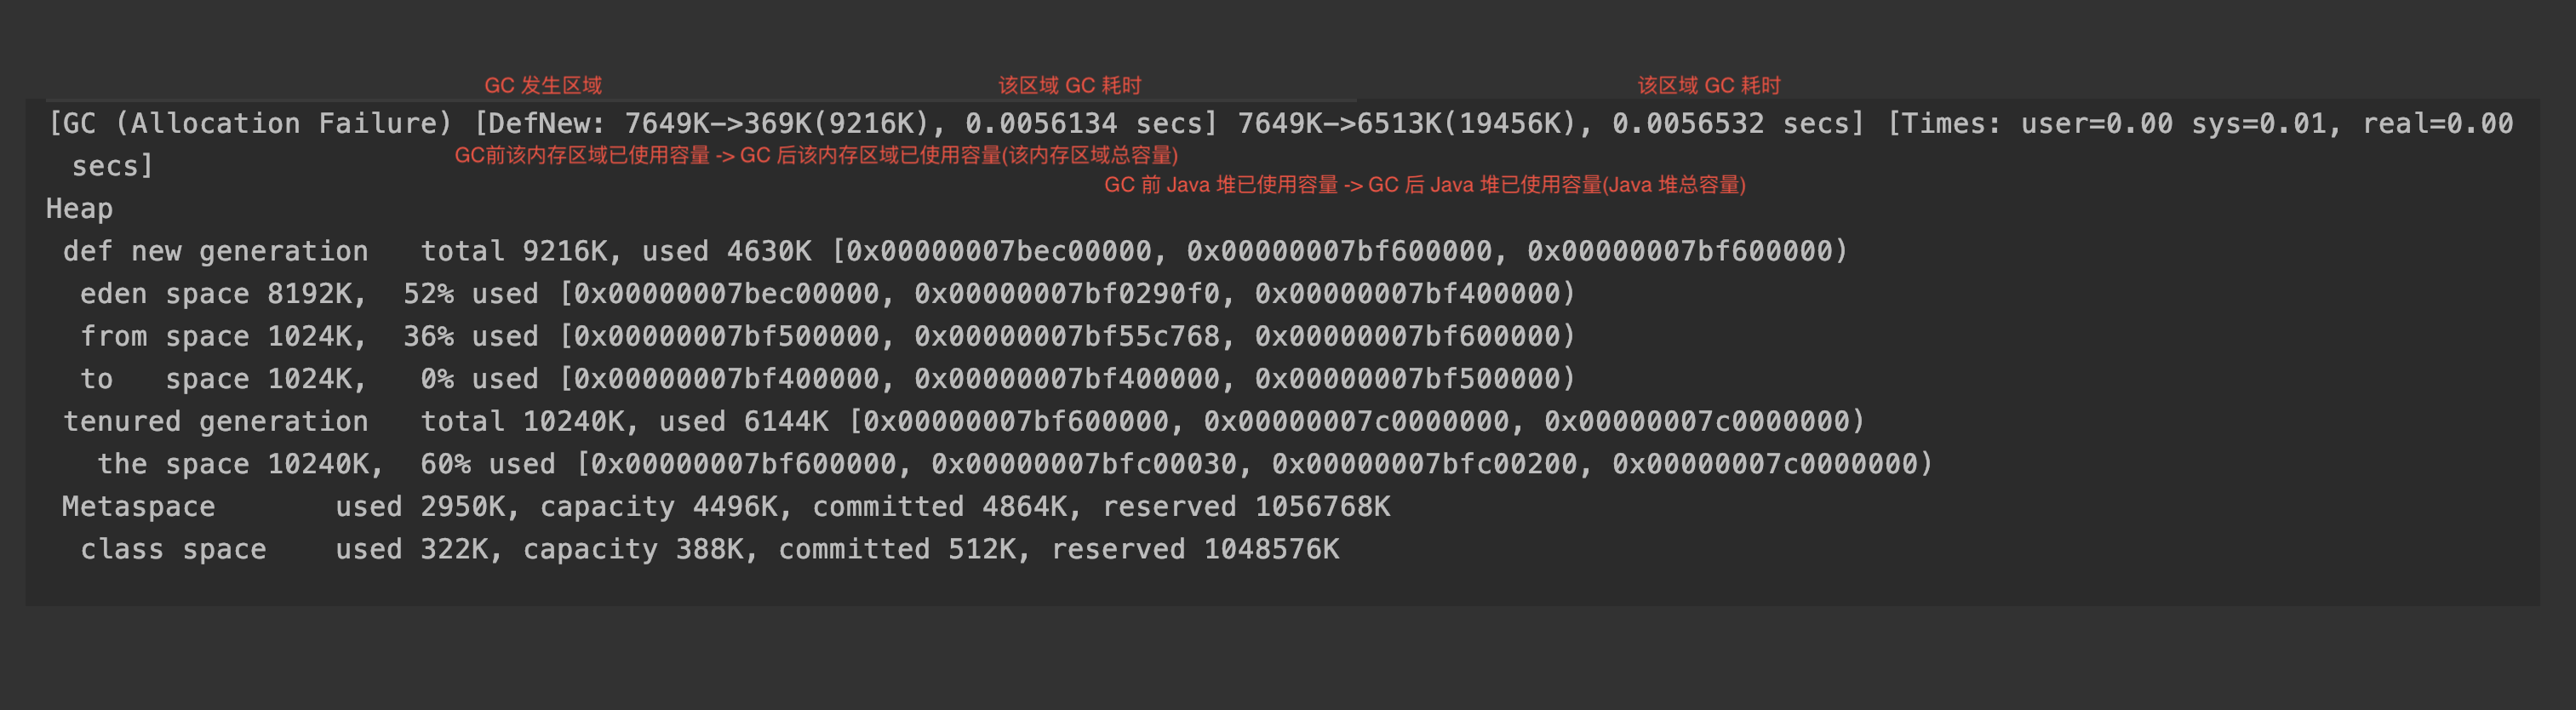 GC 发生区域 该区域 GC 耗时 该区域 GC 耗时
[GC (Allocation Failure) [DefNew: 7649K->369K(9216K), 0.0056134 secs] 7649K->6513K(19456K), 0.0056532 secs] [Times: user=0.00 sys=0.01, real=0.00
secs]
GC前该内存区域已使用容量 -> GC 后该内存区域已使用容量(该内存区域总容量)
GC 前 Java 堆已使用容量 -> GC 后 Java 堆已使用容量(Java 堆总容量)
Heap
def new generation   total 9216K, used 4630K [0x00000007bec00000, 0x00000007bf600000, 0x00000007bf600000)
eden space 8192K,  52% used [0x00000007bec00000, 0x00000007bf0290f0, 0x00000007bf400000)
from space 1024K,  36% used [0x00000007bf500000, 0x00000007bf55c768, 0x00000007bf600000)
to   space 1024K,   0% used [0x00000007bf400000, 0x00000007bf400000, 0x00000007bf500000)
tenured generation   total 10240K, used 6144K [0x00000007bf600000, 0x00000007c0000000, 0x00000007c0000000)
the space 10240K,  60% used [0x00000007bf600000, 0x00000007bfc00030, 0x00000007bfc00200, 0x00000007c0000000)
Metaspace       used 2950K, capacity 4496K, committed 4864K, reserved 1056768K
class space    used 322K, capacity 388K, committed 512K, reserved 1048576K